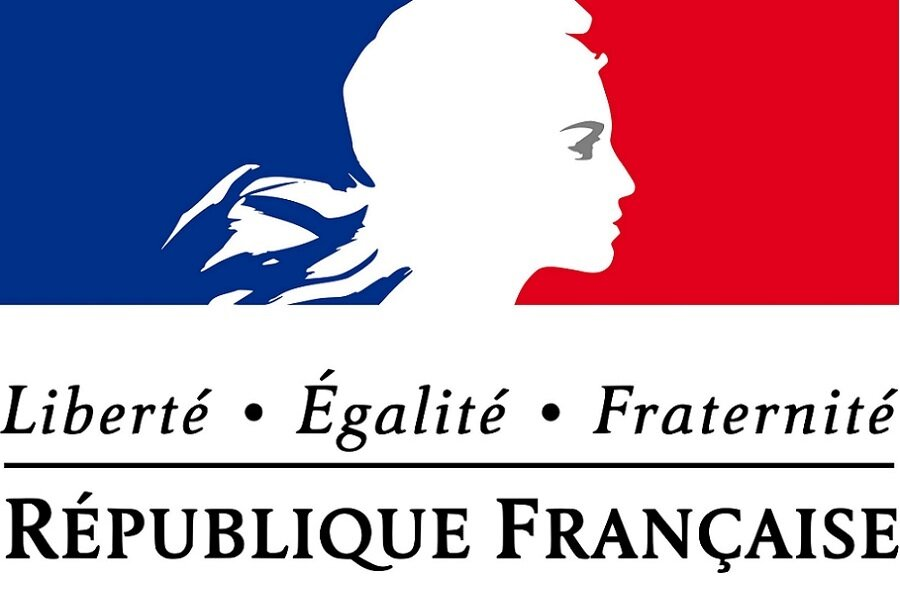 Liberté • Égalité • Fraternité
RÉPUBLIQUE FRANÇAISE